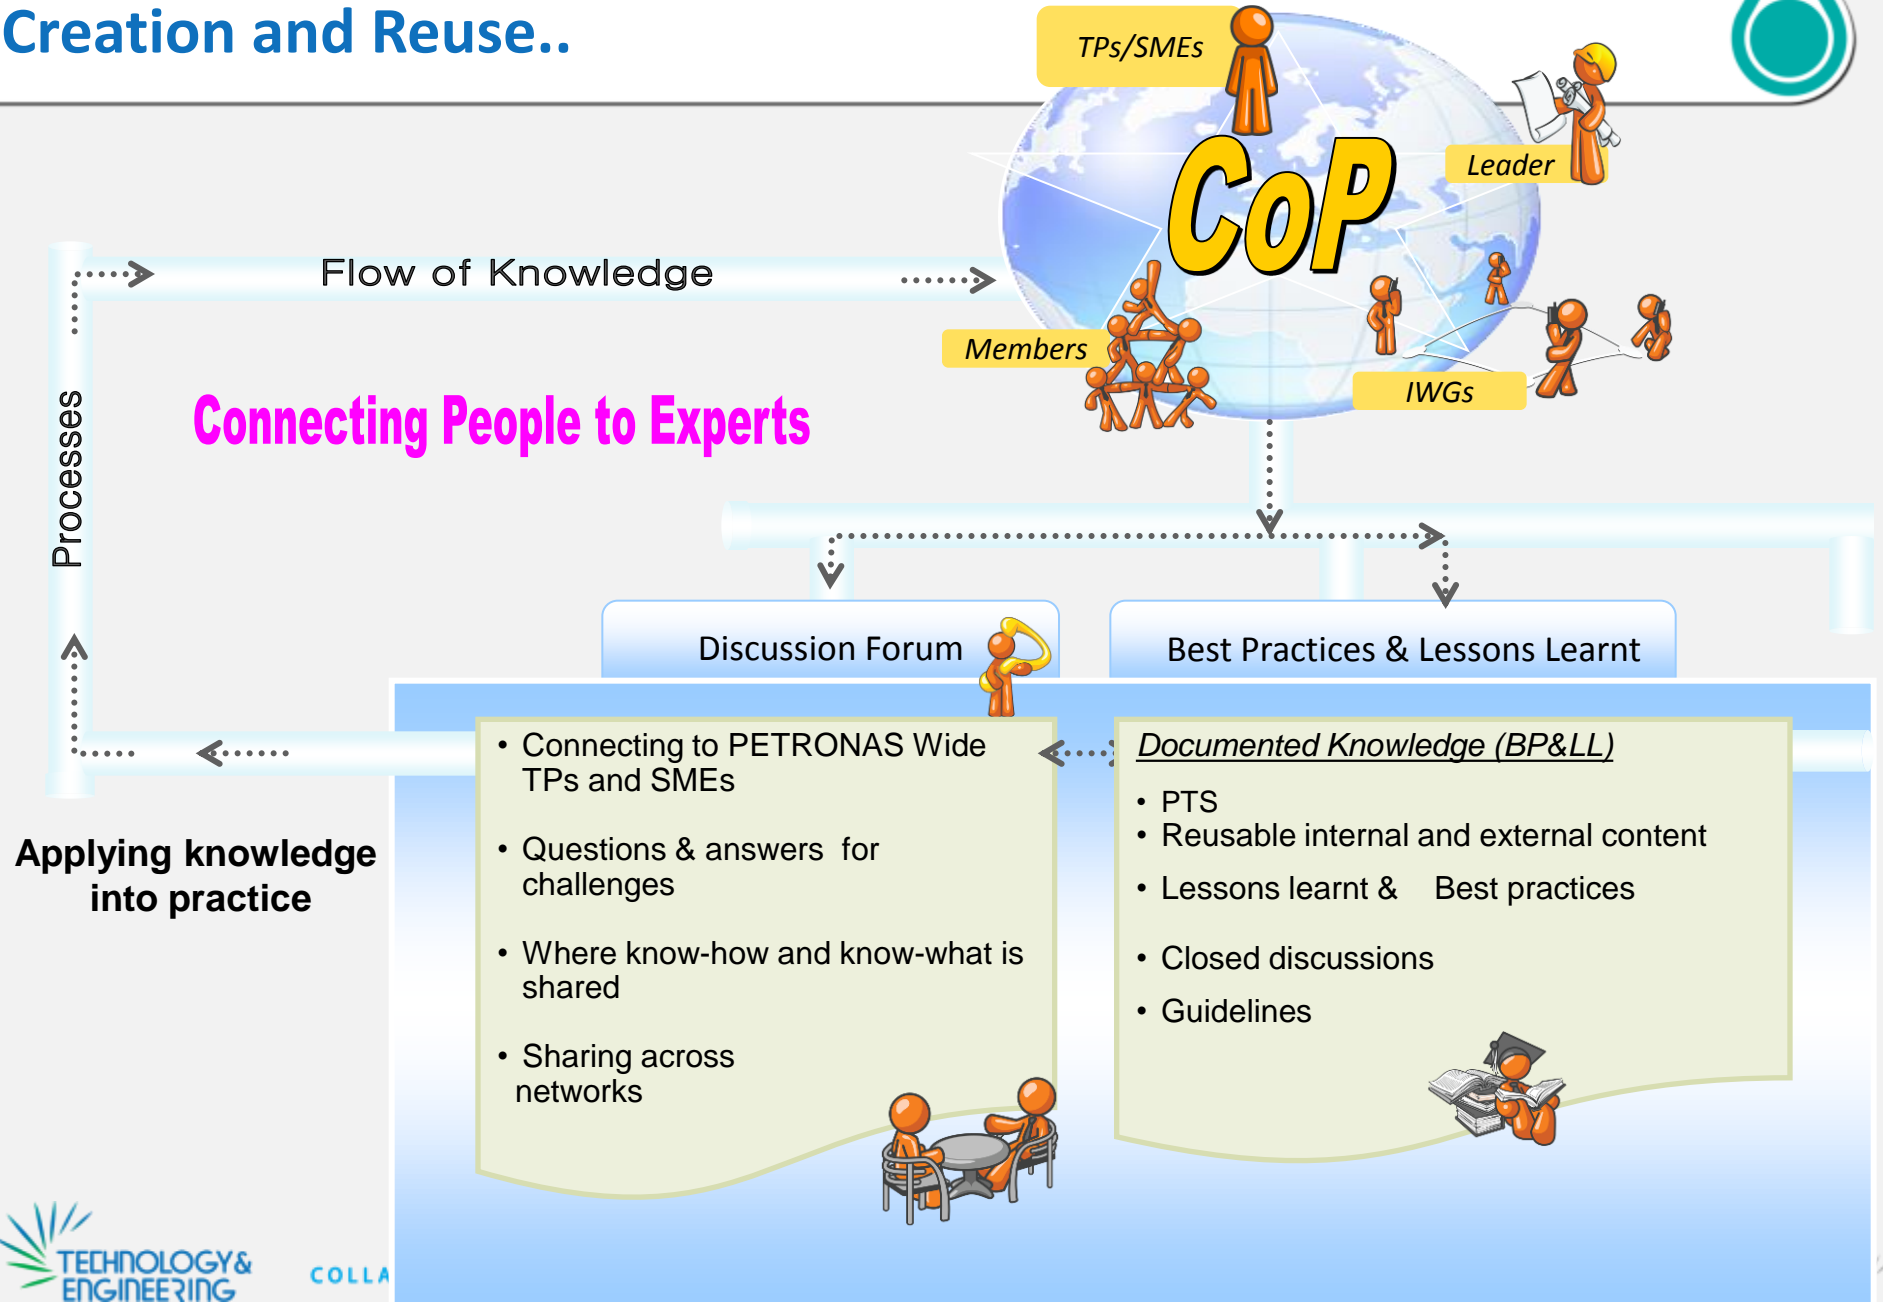 Creation and Reuse..
TPs/SMEs
Leader
CoP
Flow of Knowledge
Members
IWGs
Processes
Connecting People to Experts
Discussion Forum
Best Practices & Lessons Learnt
• Connecting to PETRONAS Wide
TPs and SMEs
• Questions & answers for
challenges
• Where know-how and know-what is
shared
• Sharing across
networks
Documented Knowledge (BP&LL)
• PTS
• Reusable internal and external content
• Lessons learnt & Best practices
• Closed discussions
• Guidelines
Applying knowledge
into practice
TECHNOLOGY &
ENGINEERING